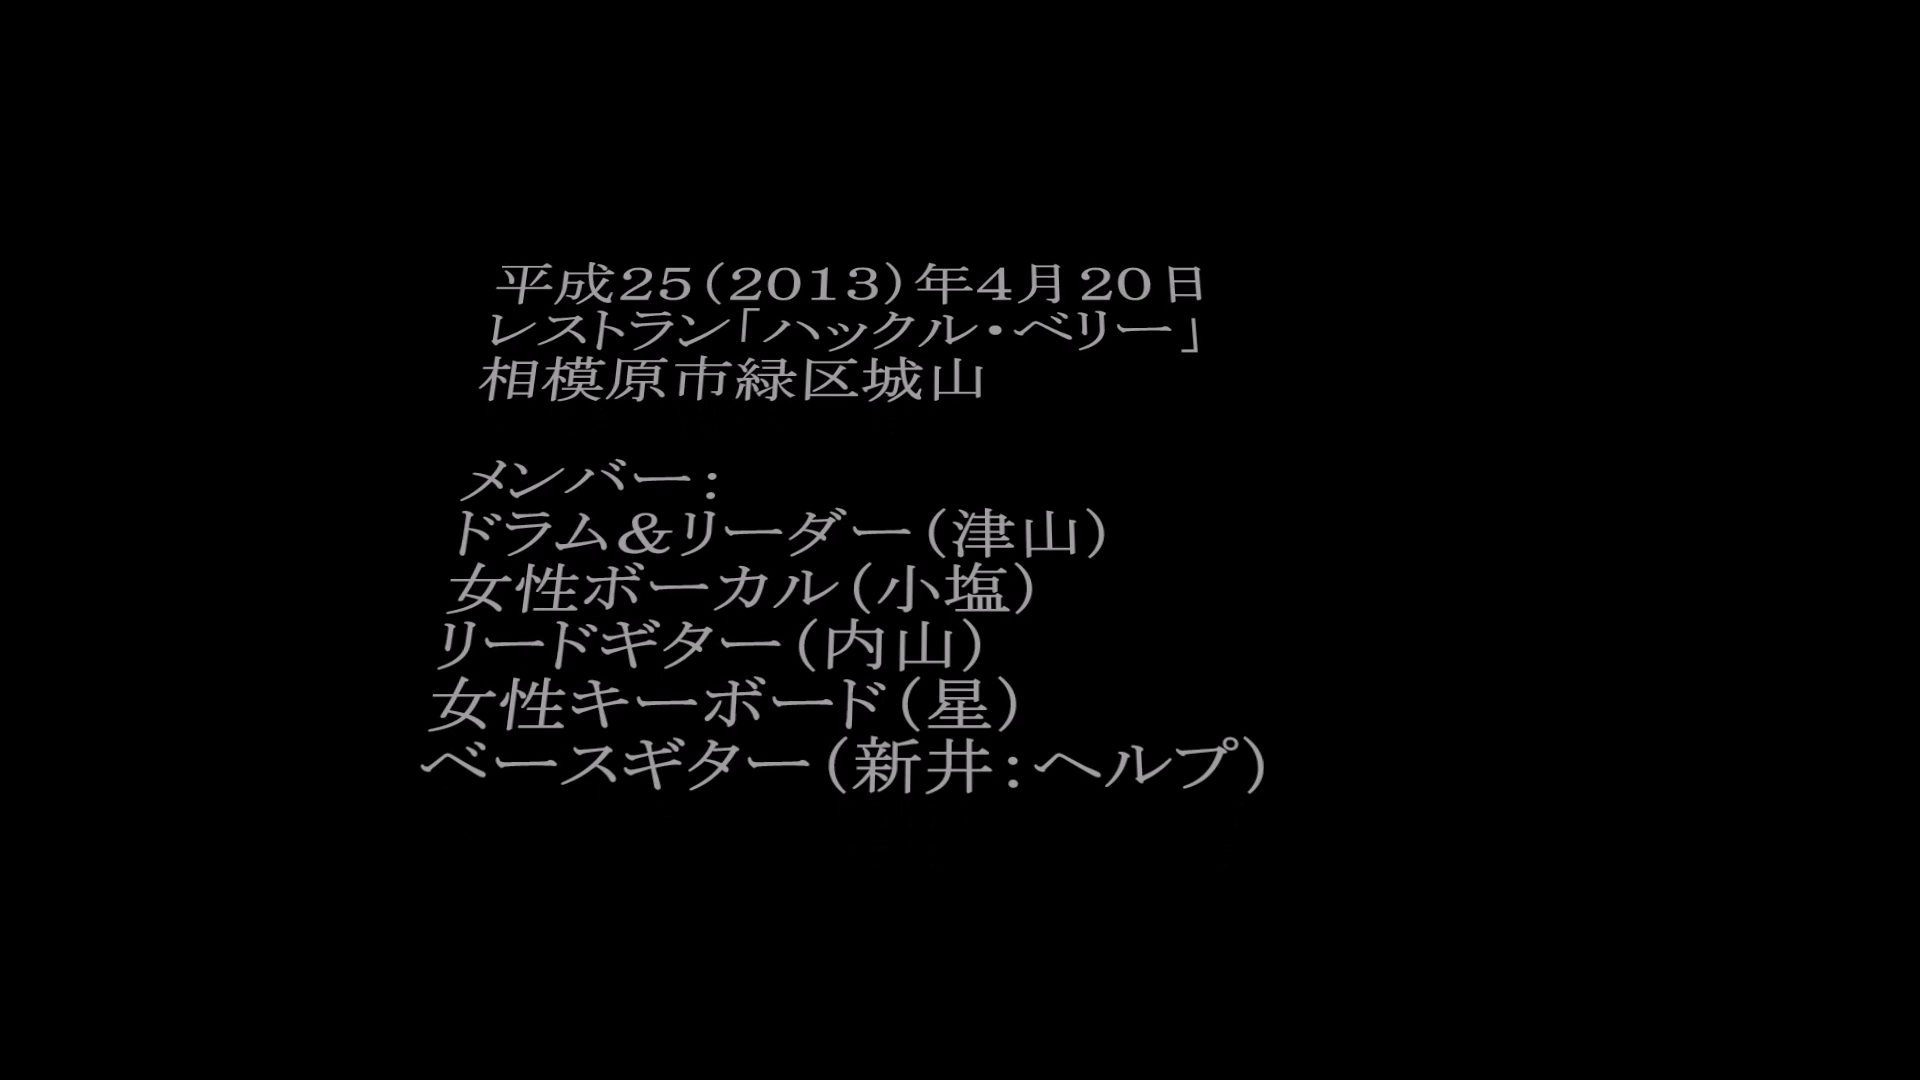 平成25(2013)年4月20日
レストラン「ハックル・ベリー」
相模原市緑区城山
メンバー:
ドラム&リーダー(津山)
女性ボーカル(小塩)
リードギター(内山)
女性キーボード(星)
ベースギター(新井:ヘルプ)